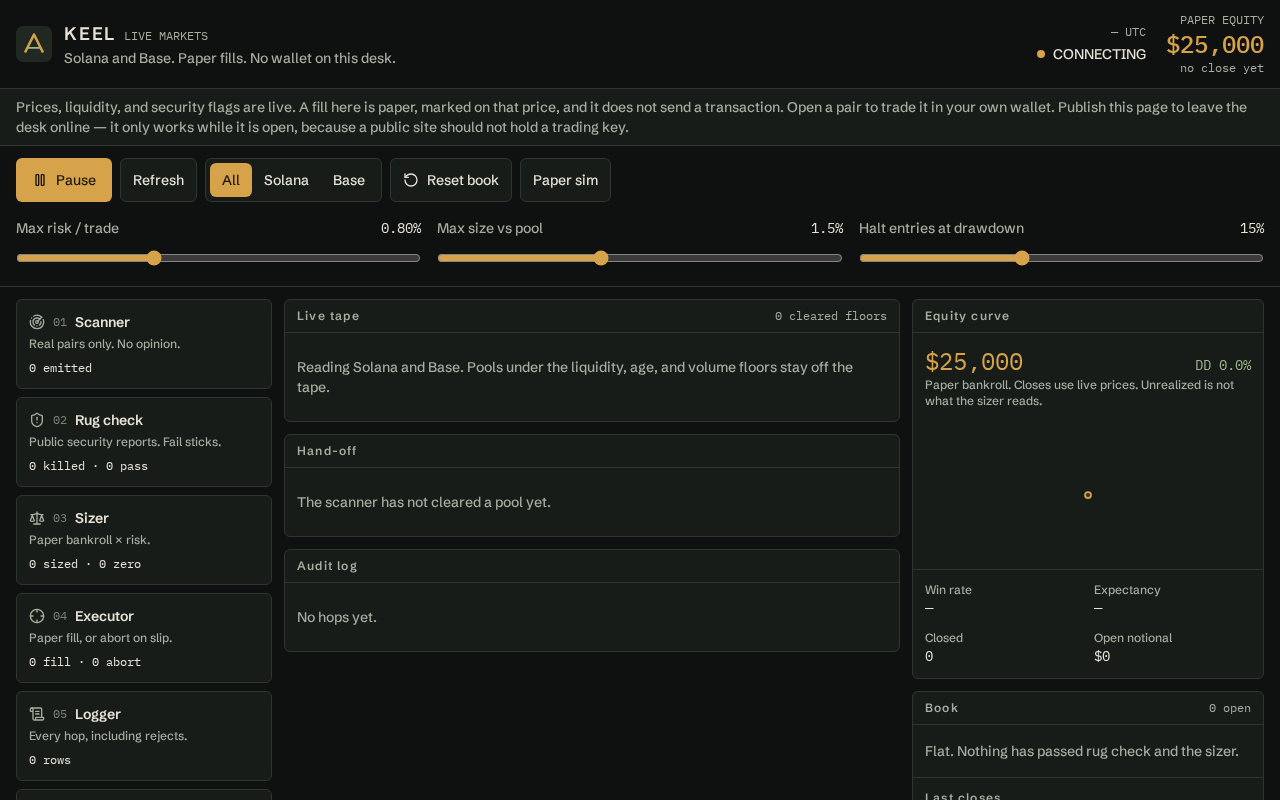 KEEL LIVE MARKETS
Solana and Base. Paper fills. No wallet on this desk.
— UTC
CONNECTING
PAPER EQUITY
$25,000
no close yet
Prices, liquidity, and security flags are live. A fill here is paper, marked on that price, and it does not send a transaction. Open a pair to trade it in your own wallet. Publish this page to leave the
desk online — it only works while it is open, because a public site should not hold a trading key.
Pause
Refresh
All
Solana
Base
Reset book
Paper sim
Max risk / trade 0.80%
Max size vs pool 1.5%
Halt entries at drawdown 15%
01 Scanner
Real pairs only. No opinion.
0 emitted
02 Rug check
Public security reports. Fail sticks.
0 killed · 0 pass
03 Sizer
Paper bankroll × risk.
0 sized · 0 zero
04 Executor
Paper fill, or abort on slip.
0 fill · 0 abort
05 Logger
Every hop, including rejects.
0 rows
Live tape 0 cleared floors
Reading Solana and Base. Pools under the liquidity, age, and volume floors stay off the
tape.
Hand-off
The scanner has not cleared a pool yet.
Audit log
No hops yet.
Equity curve
$25,000 DD 0.0%
Paper bankroll. Closes use live prices. Unrealized is not
what the sizer reads.
Win rate
—
Expectancy
—
Closed
0
Open notional
$0
Book 0 open
Flat. Nothing has passed rug check and the sizer.
Last closes